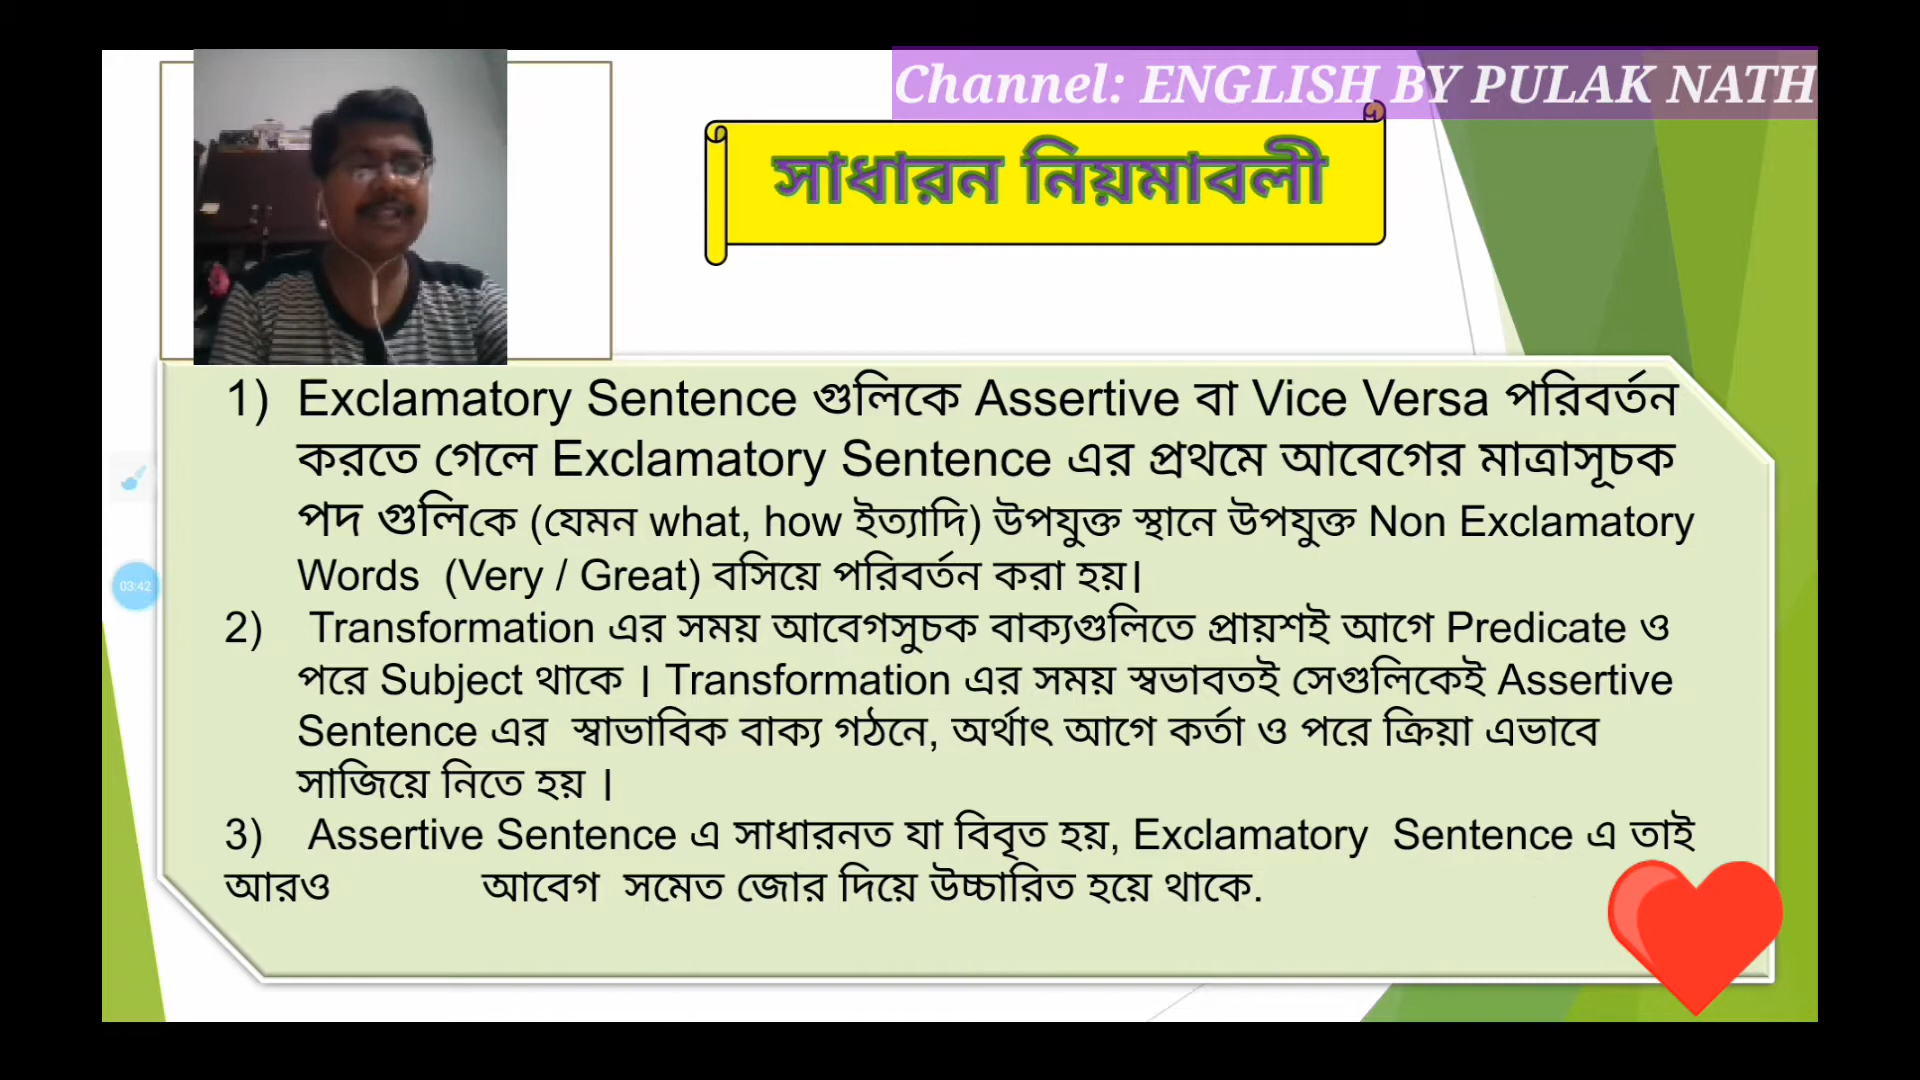 Channel: ENGLISH BY PULAK NATH
সাধারন নিয়মাবলী
1) Exclamatory Sentence গুলিকে Assertive বা Vice Versa পরিবর্তন
করতে গেলে Exclamatory Sentence এর প্রথমে আবেগের মাত্রাসূচক
পদ গুলিকে (যেমন what, how ইত্যাদি) উপযুক্ত স্থানে উপযুক্ত Non Exclamatory
Words (Very / Great) বসিয়ে পরিবর্তন করা হয়।
2) Transformation এর সময় আবেগসুচক বাক্যগুলিতে প্রায়শই আগে Predicate ও
পরে Subject থাকে । Transformation এর সময় স্বভাবতই সেগুলিকেই Assertive
Sentence এর স্বাভাবিক বাক্য গঠনে, অর্থাৎ আগে কর্তা ও পরে ক্রিয়া এভাবে
সাজিয়ে নিতে হয় ।
3) Assertive Sentence এ সাধারনত যা বিবৃত হয়, Exclamatory Sentence এ তাই
আরও আবেগ সমেত জোর দিয়ে উচ্চারিত হয়ে থাকে.
03:42